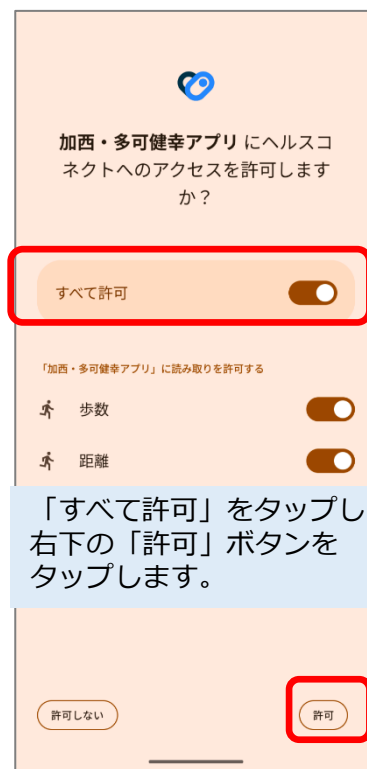 加西・多可健幸アプリ にヘルスコ
ネクトへのアクセスを許可します
か？
すべて許可
「加西・多可健幸アプリ」に読み取りを許可する
歩数
距離
「すべて許可」をタップし
右下の「許可」ボタンを
タップします。
許可しない
許可